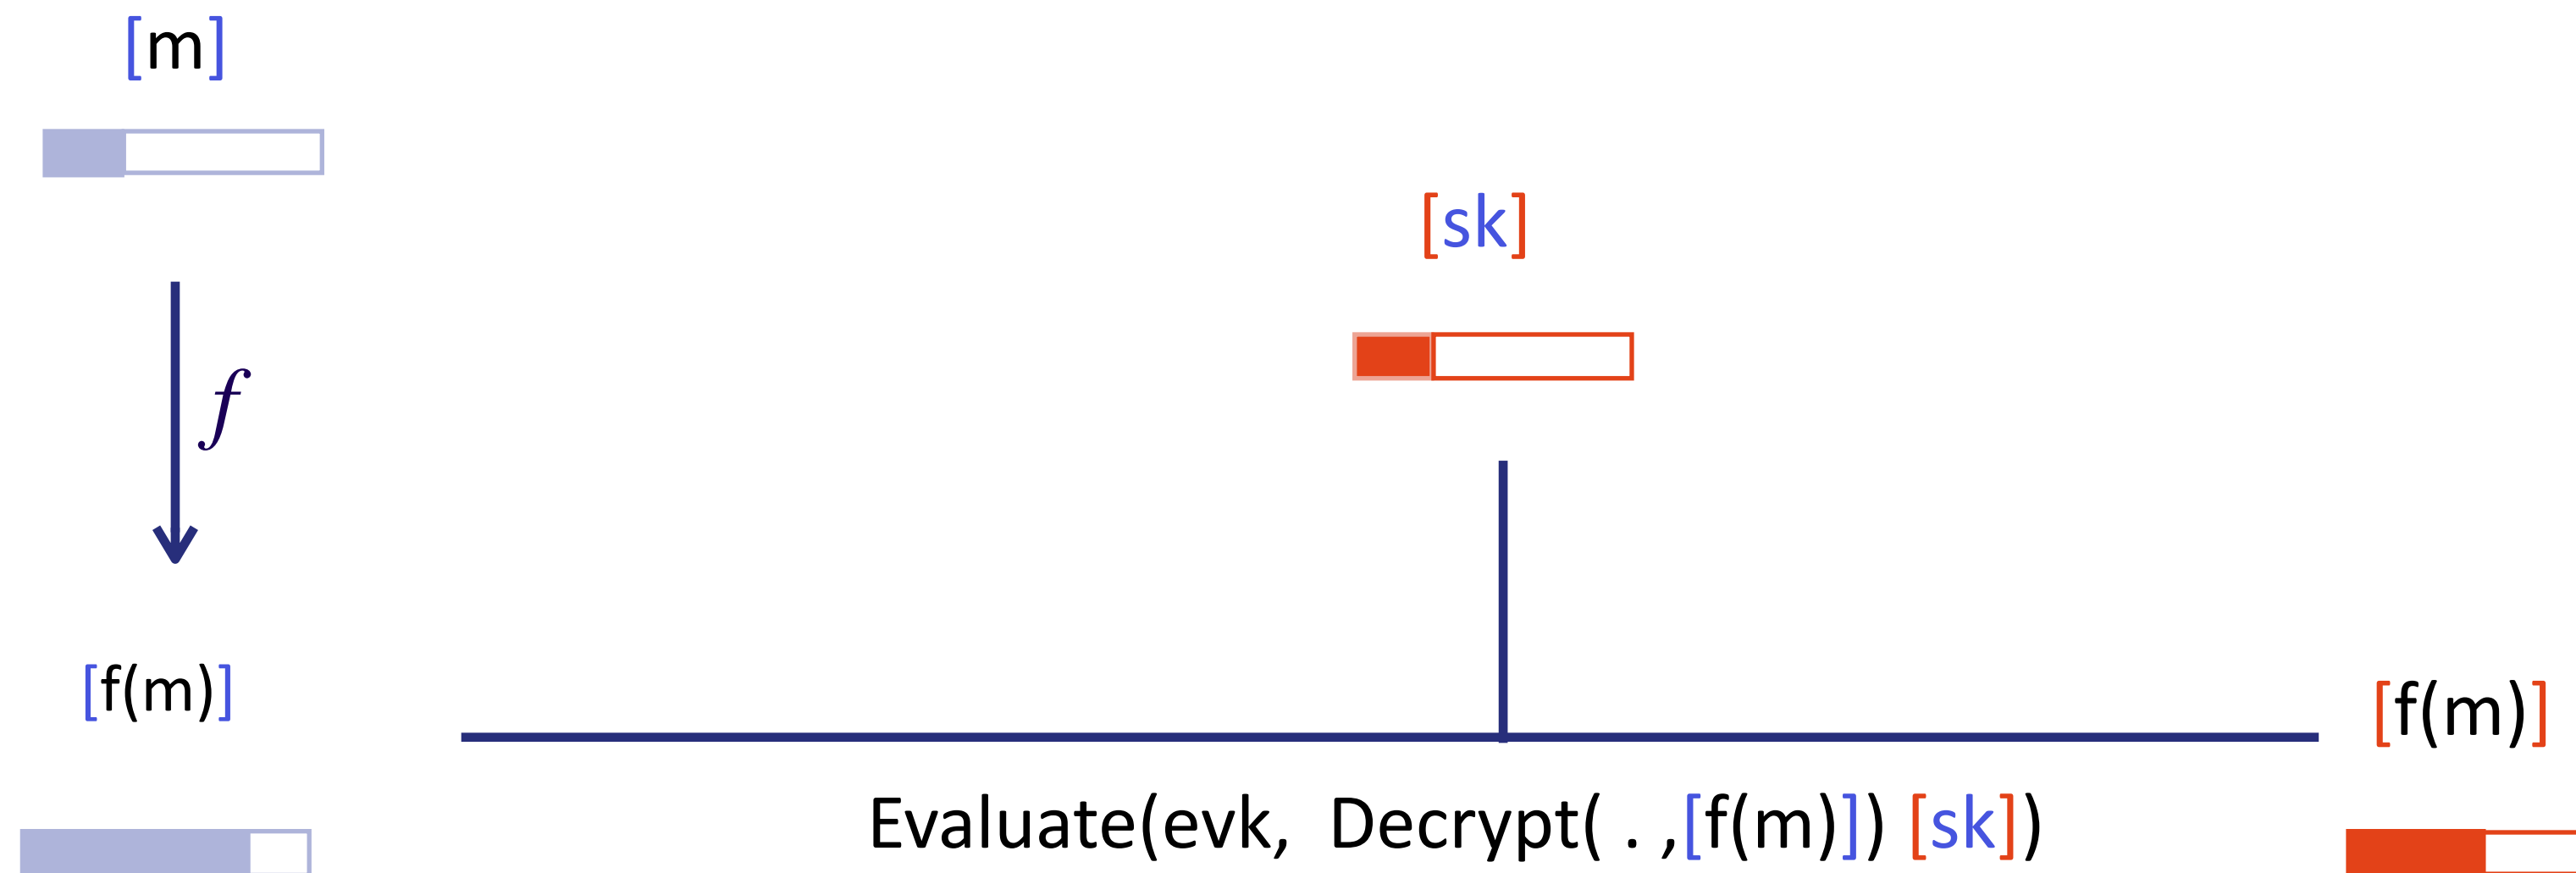 [m]
[sk]
f
[f(m)]
[f(m)]
Evaluate(evk, Decrypt( . ,[f(m)]) [sk])